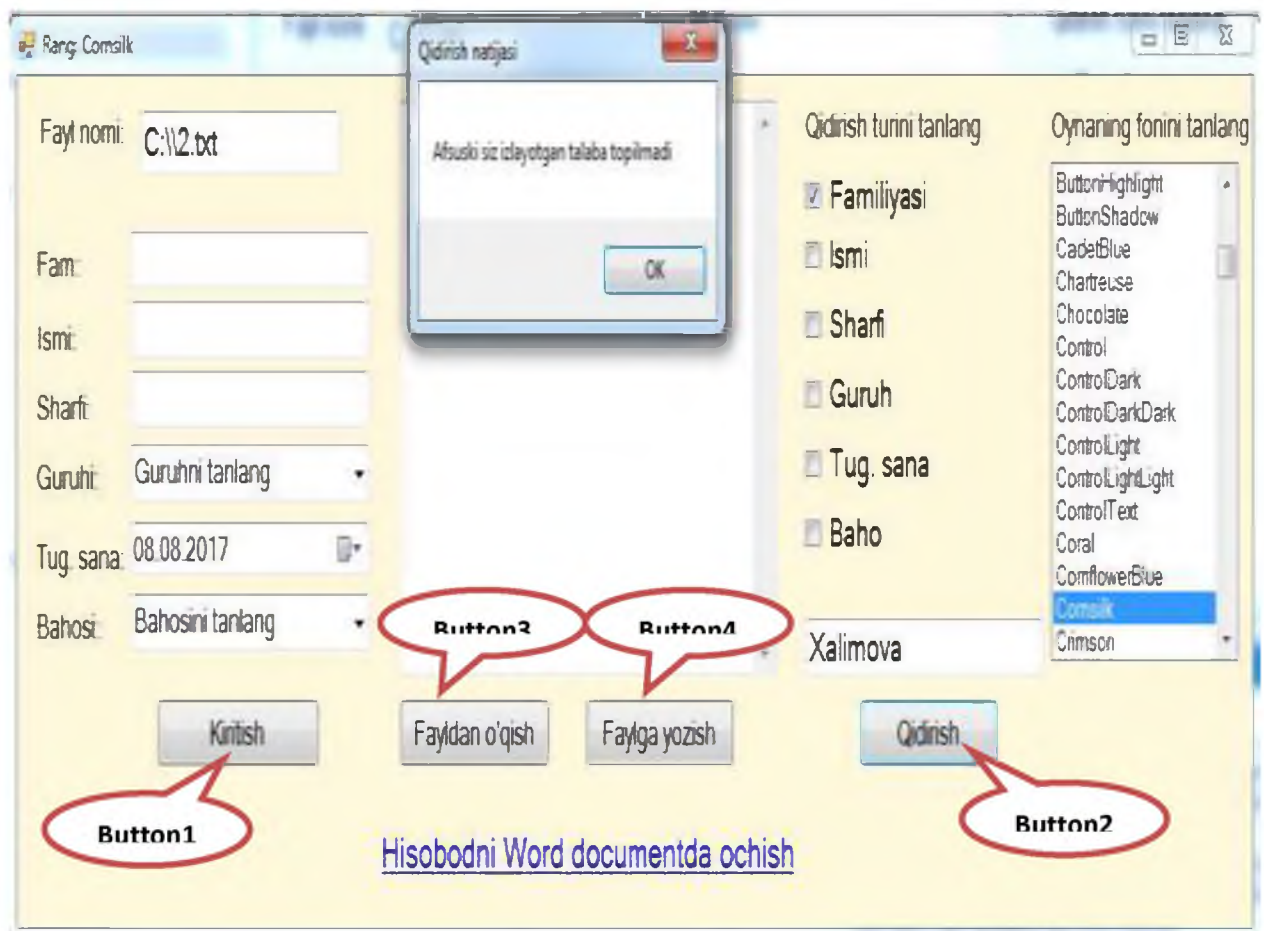 Rang: Cornsilk
Qidirish natijasi
Afsuski siz izlayotgan talaba topilmadi
OK
Fayl nomi:
C:\\2.txt
Fam:
Ismi:
Sharfi:
Guruhi:
Guruhni tanlang
Tug. sana:
08.08.2017
Bahosi:
Bahosini tanlang
Qidirish turini tanlang
Familiyasi
Ismi
Sharfi
Guruh
Tug. sana
Baho
Xalimova
Oynaning fonini tanlang
ButtonHighlight
ButtonShadow
CadetBlue
Chartreuse
Chocolate
Control
ControlDark
ControlDarkDark
ControlLight
ControlLightLight
ControlText
Coral
CornflowerBlue
Cornsilk
Crimson
Button3
Button4
Kiritish
Fayldan o'qish
Faylga yozish
Qidirish
Button1
Button2
Hisobodni Word documentda ochish